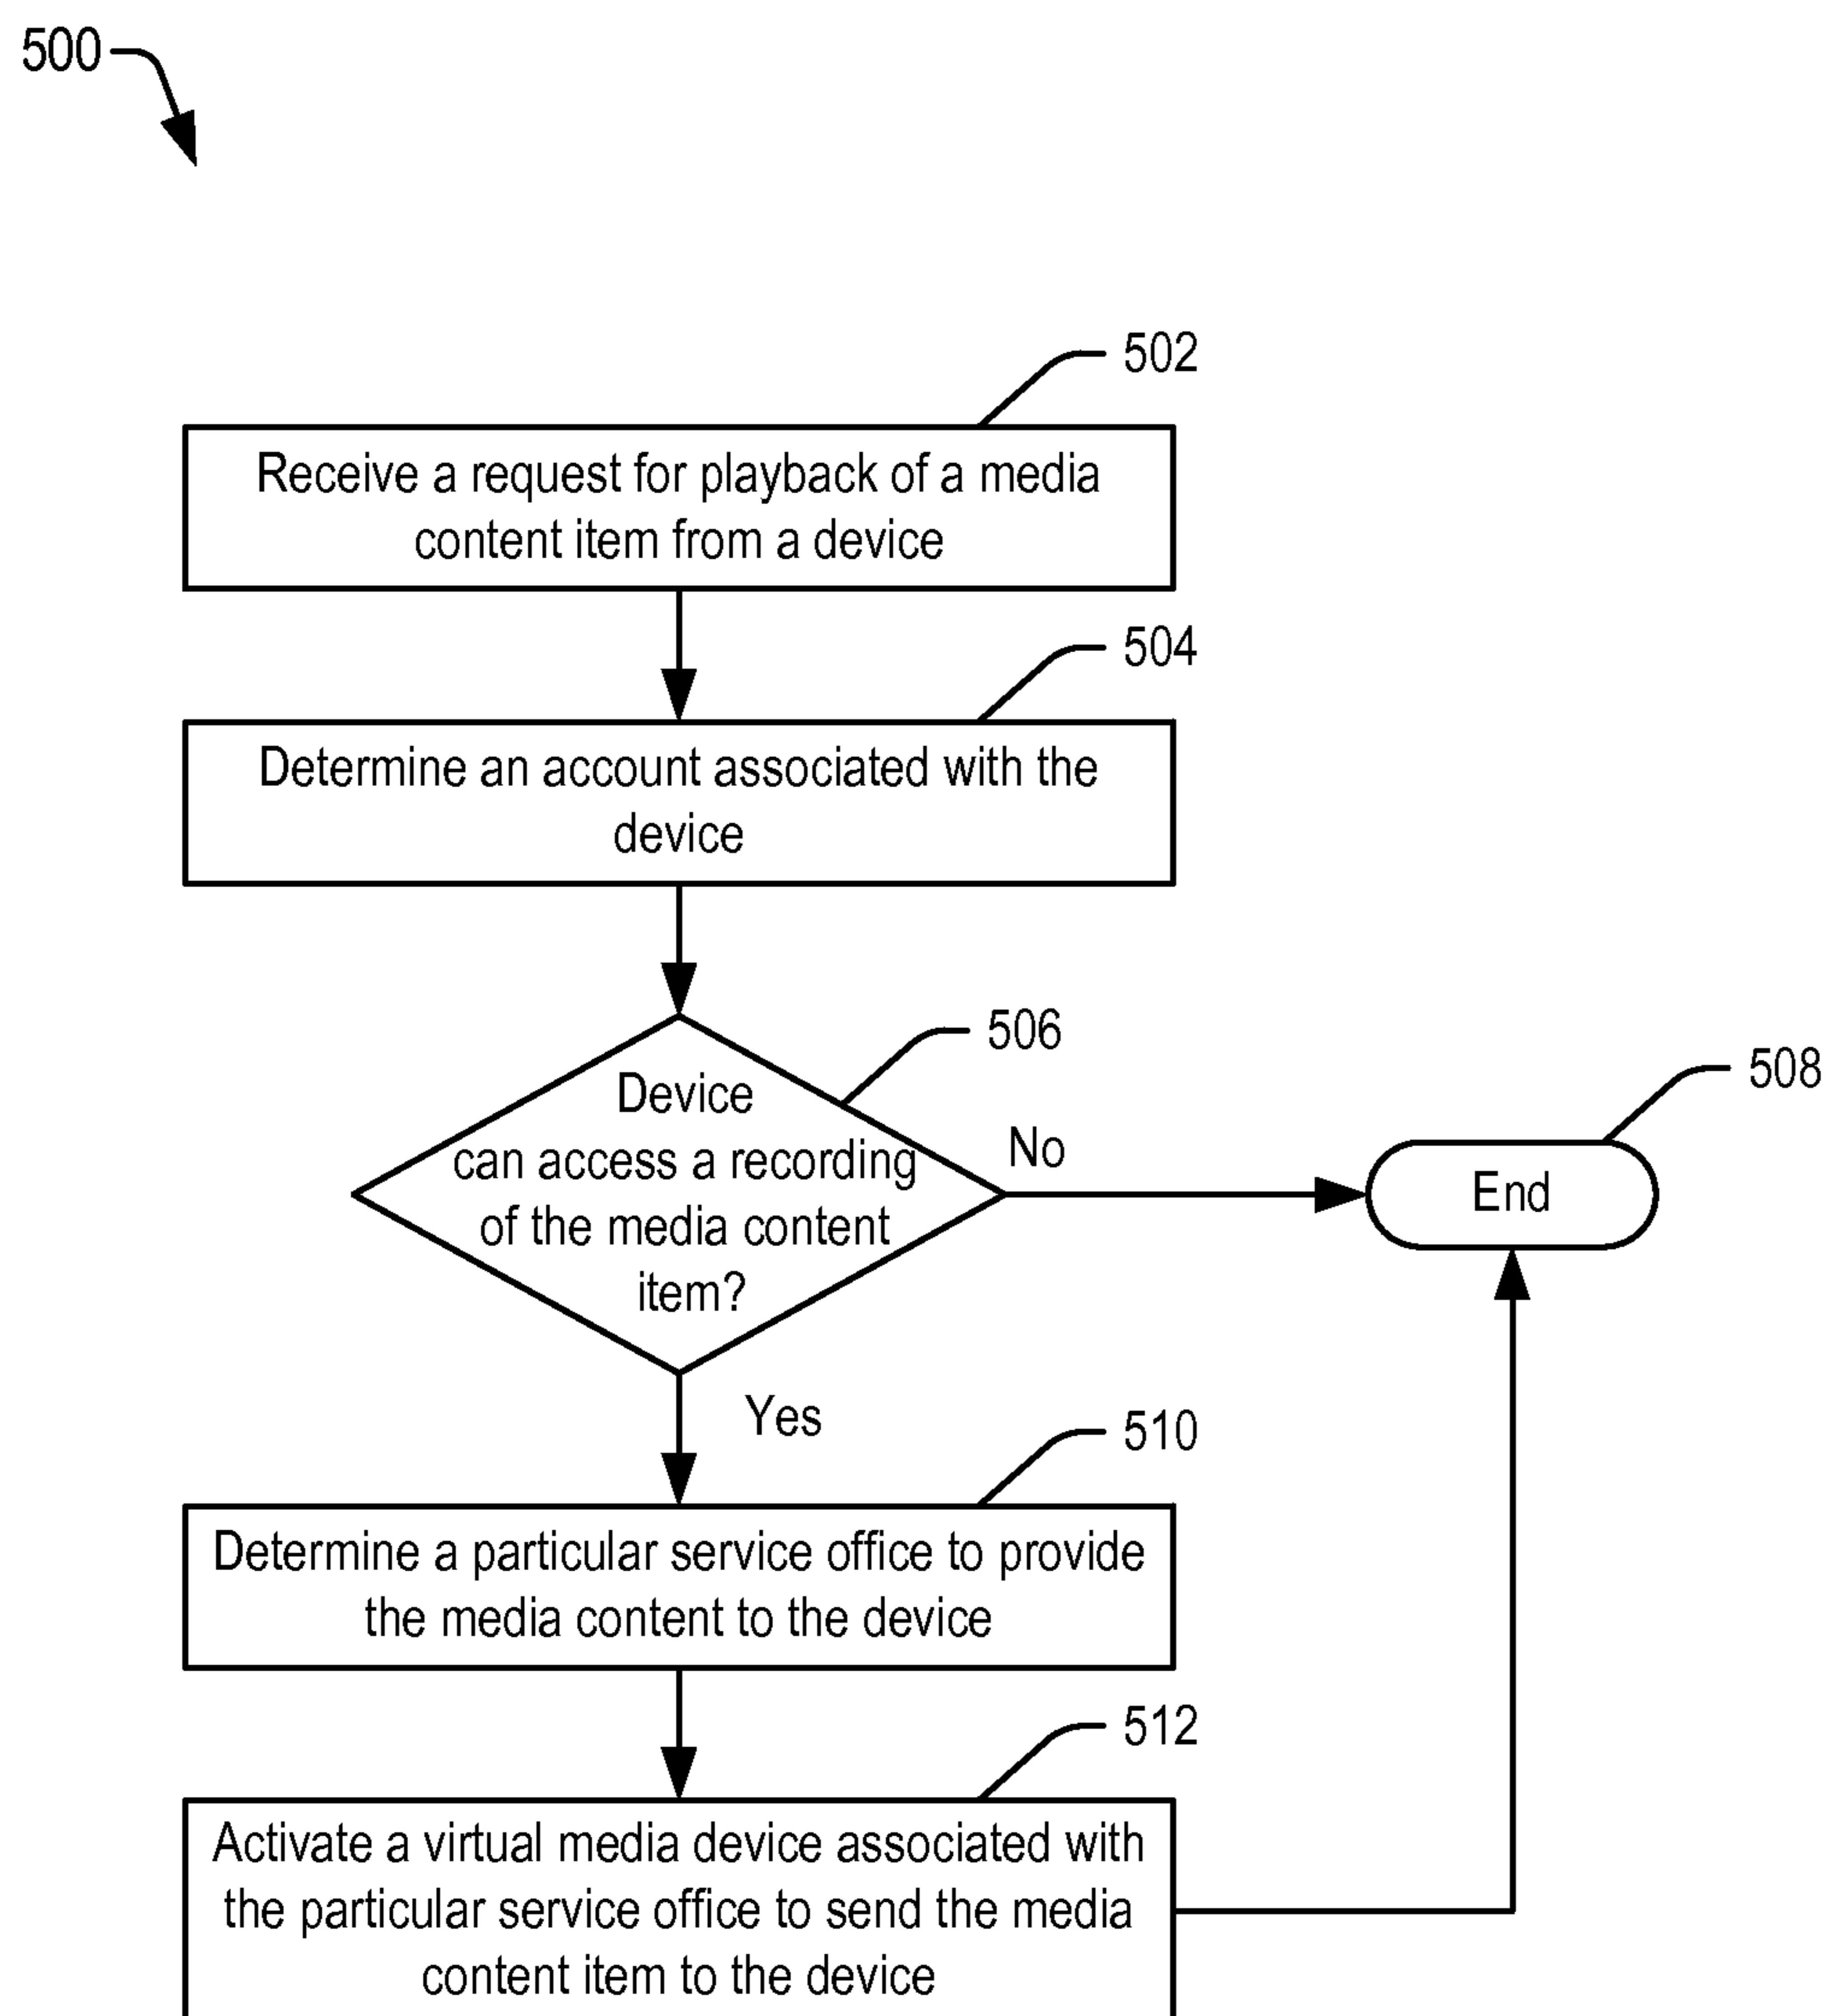 500
502
Receive a request for playback of a media
content item from a device
504
Determine an account associated with the
device
506
Device
can access a recording
of the media content
item?
No
508
End
Yes
510
Determine a particular service office to provide
the media content to the device
512
Activate a virtual media device associated with
the particular service office to send the media
content item to the device